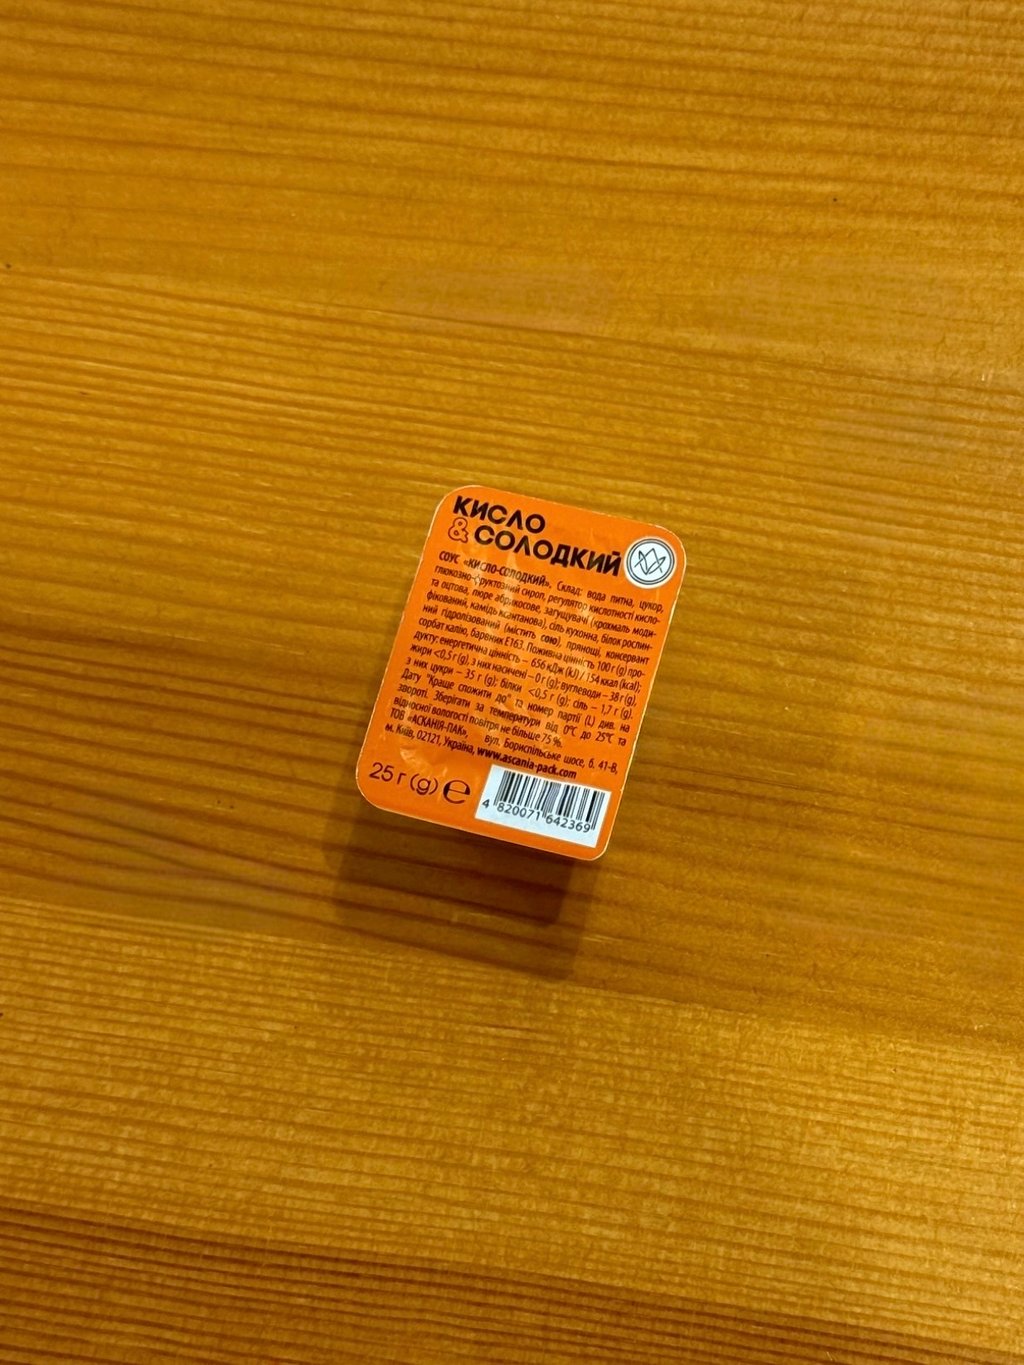 КИСЛО
& СОЛОДКИЙ
СОУС «КИСЛО-СОЛОДКИЙ». Склад: вода питна, цукор,
глюкозно-фруктозний сироп, регулятор кислотності кисло-
та оцтова, пюре абрикосове, загущувачі (крохмаль моди-
фікований, камідь ксантанова), сіль кухонна, білок рослин-
ний гідролізований (містить сою), прянощі, консервант
сорбат калію, барвник Е163. Поживна цінність 100 г (g) про-
дукту: енергетична цінність – 656 кДж (kJ) / 154 ккал (kcal);
жири <0,5 г (g), з них насичені – 0 г (g); вуглеводи – 38 г (g),
з них цукри – 35 г (g); білки <0,5 г (g); сіль – 1,7 г (g).
Дату "Краще спожити до" та номер партії (L) див. на
звороті. Зберігати за температури від 0°С до 25°С та
відносної вологості повітря не більше 75 %.
ТОВ «АСКАНІЯ-ПАК», вул. Бориспільське шосе, б. 41-В,
м. Київ, 02121, Україна, www.ascania-pack.com
25 г (g) ℮
4 820071 642369